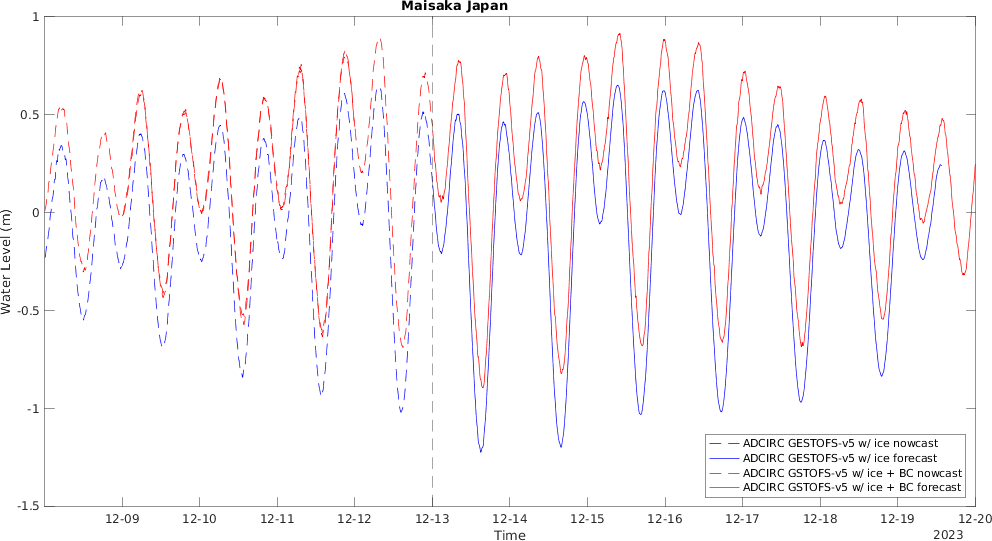 Maisaka Japan
1
0.5
0
-0.5
-1
-1.5
Water Level (m)
12-09
12-10
12-11
12-12
12-13
12-14
12-15
12-16
12-17
12-18
12-19
12-20
Time
2023
ADCIRC GESTOFS-v5 w/ ice nowcast
ADCIRC GESTOFS-v5 w/ ice forecast
ADCIRC GSTOFS-v5 w/ ice + BC nowcast
ADCIRC GSTOFS-v5 w/ ice + BC forecast